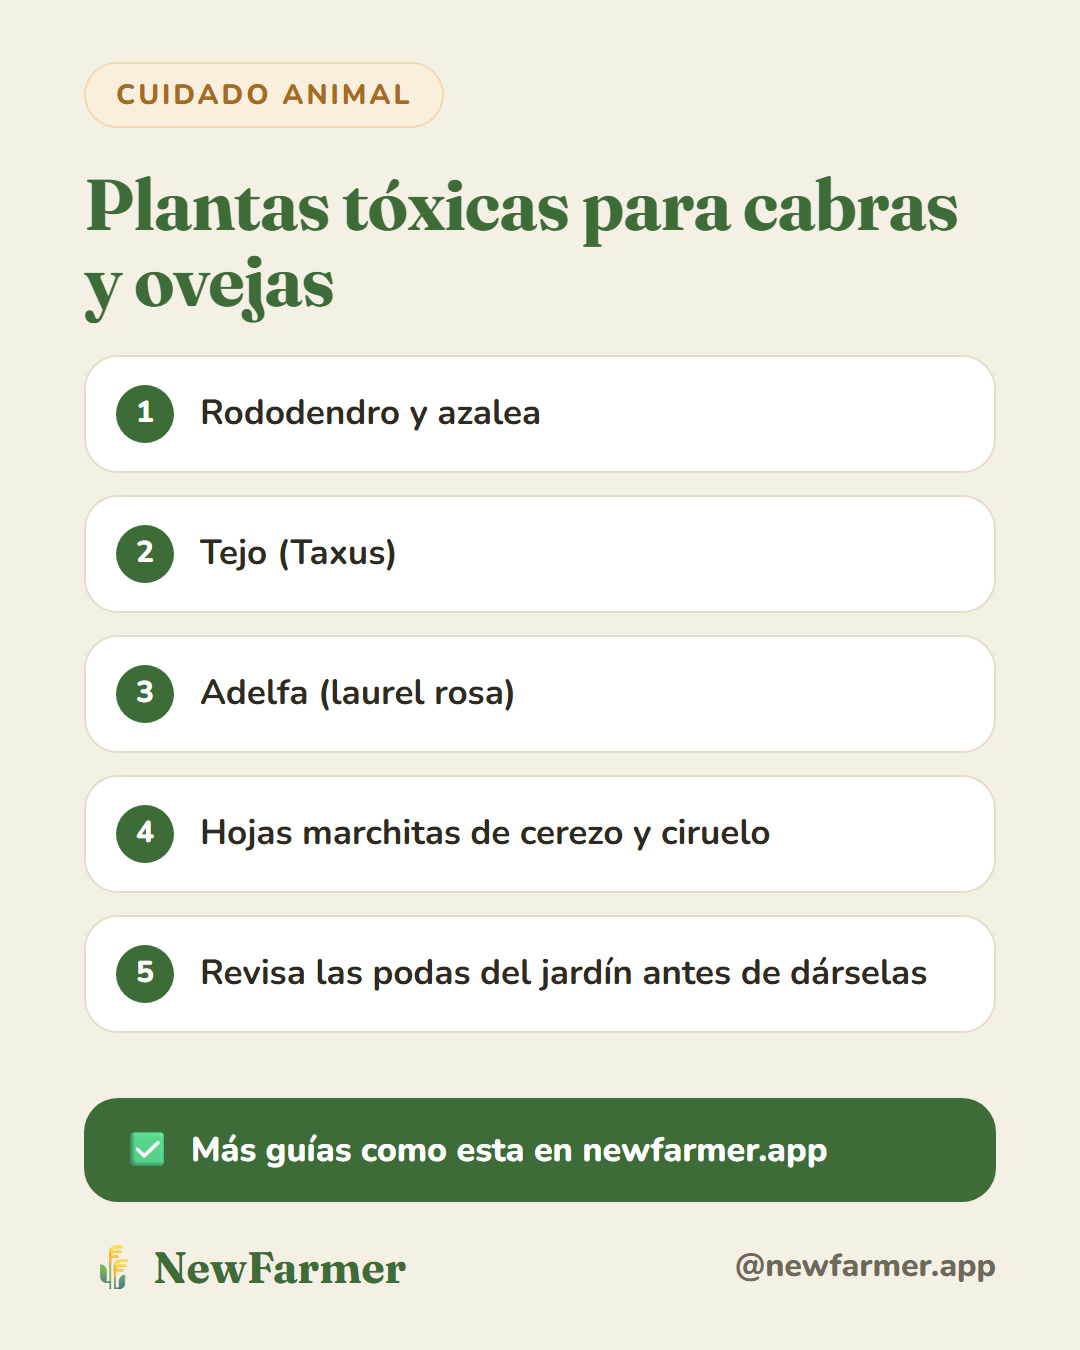 CUIDADO ANIMAL
Plantas tóxicas para cabras
y ovejas
1 Rododendro y azalea
2 Tejo (Taxus)
3 Adelfa (laurel rosa)
4 Hojas marchitas de cerezo y ciruelo
5 Revisa las podas del jardín antes de dárselas
Más guías como esta en newfarmer.app
NewFarmer
@newfarmer.app